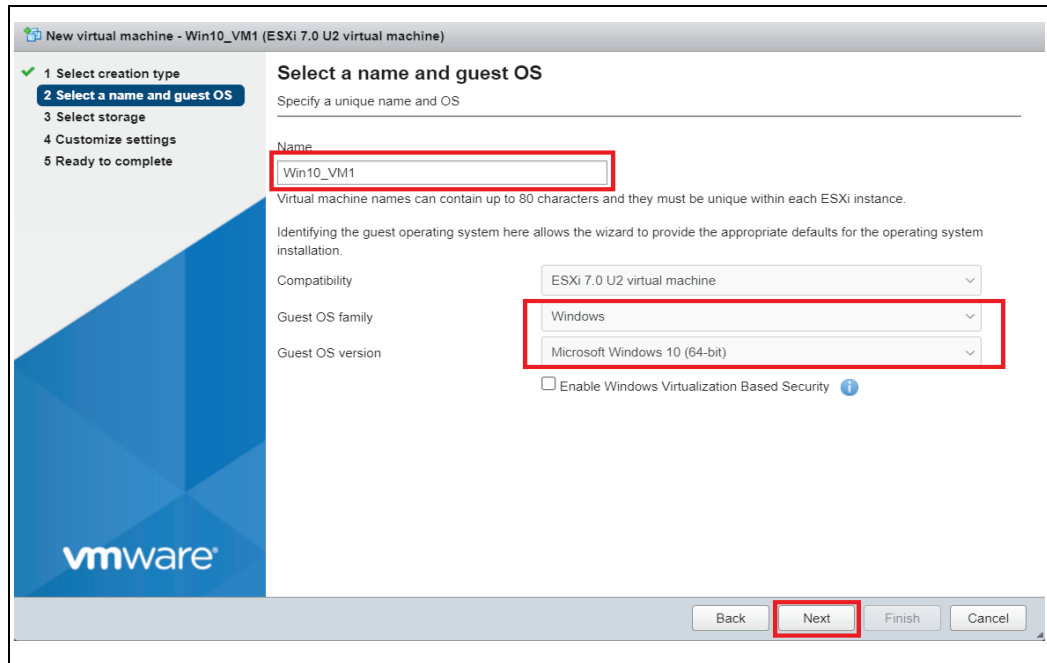 New virtual machine - Win10_VM1 (ESXi 7.0 U2 virtual machine)
1 Select creation type
2 Select a name and guest OS
3 Select storage
4 Customize settings
5 Ready to complete
Select a name and guest OS
Specify a unique name and OS
Name
Win10_VM1
Virtual machine names can contain up to 80 characters and they must be unique within each ESXi instance.
Identifying the guest operating system here allows the wizard to provide the appropriate defaults for the operating system
installation.
Compatibility
ESXi 7.0 U2 virtual machine
Guest OS family
Windows
Guest OS version
Microsoft Windows 10 (64-bit)
Enable Windows Virtualization Based Security
vmware®
Back Next Finish Cancel